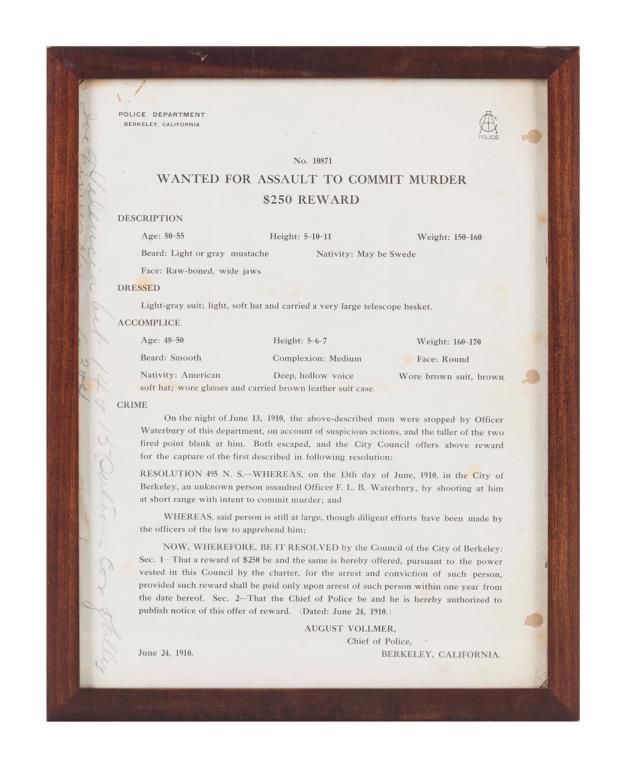 POLICE DEPARTMENT
BERKELEY, CALIFORNIA
POLICE
No. 10871
WANTED FOR ASSAULT TO COMMIT MURDER
$250 REWARD
DESCRIPTION
Age: 50-55 Height: 5-10-11 Weight: 150-160
Beard: Light or gray mustache Nativity: May be Swede
Face: Raw-boned, wide jaws
DRESSED
Light-gray suit; light, soft hat and carried a very large telescope basket.
ACCOMPLICE
Age: 48-50 Height: 5-6-7 Weight: 160-170
Beard: Smooth Complexion: Medium Face: Round
Nativity: American Deep, hollow voice Wore brown suit, brown
soft hat; wore glasses and carried brown leather suit case.
CRIME
On the night of June 13, 1910, the above-described men were stopped by Officer
Waterbury of this department, on account of suspicious actions, and the taller of the two
fired point blank at him. Both escaped, and the City Council offers above reward
for the capture of the first described in following resolution:
RESOLUTION 495 N. S.—WHEREAS, on the 13th day of June, 1910, in the City of
Berkeley, an unknown person assaulted Officer F. L. B. Waterbury, by shooting at him
at short range with intent to commit murder; and
WHEREAS, said person is still at large, though diligent efforts have been made by
the officers of the law to apprehend him;
NOW, WHEREFORE, BE IT RESOLVED by the Council of the City of Berkeley:
Sec. 1—That a reward of $250 be and the same is hereby offered, pursuant to the power
vested in this Council by the charter, for the arrest and conviction of such person,
provided such reward shall be paid only upon arrest of such person within one year from
the date hereof. Sec. 2—That the Chief of Police be and he is hereby authorized to
publish notice of this offer of reward. (Dated: June 24, 1910.)
AUGUST VOLLMER,
Chief of Police,
June 24, 1910. BERKELEY, CALIFORNIA.